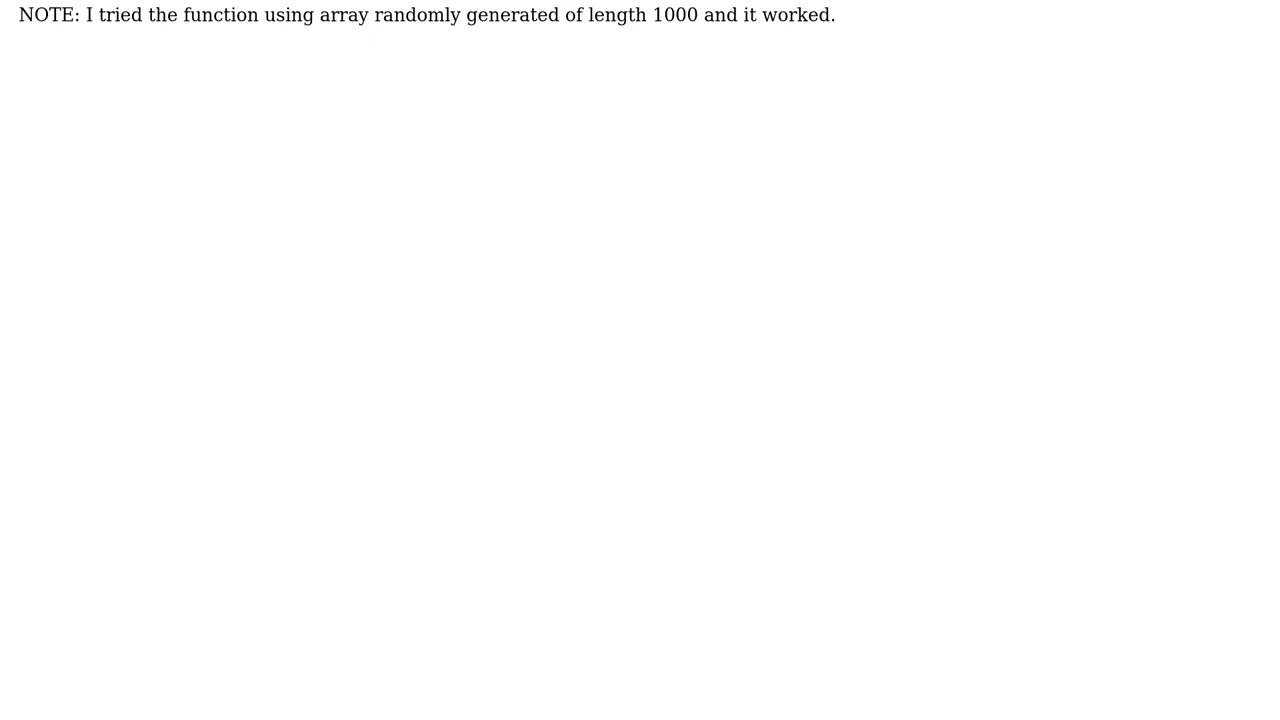 NOTE: I tried the function using array randomly generated of length 1000 and it worked.